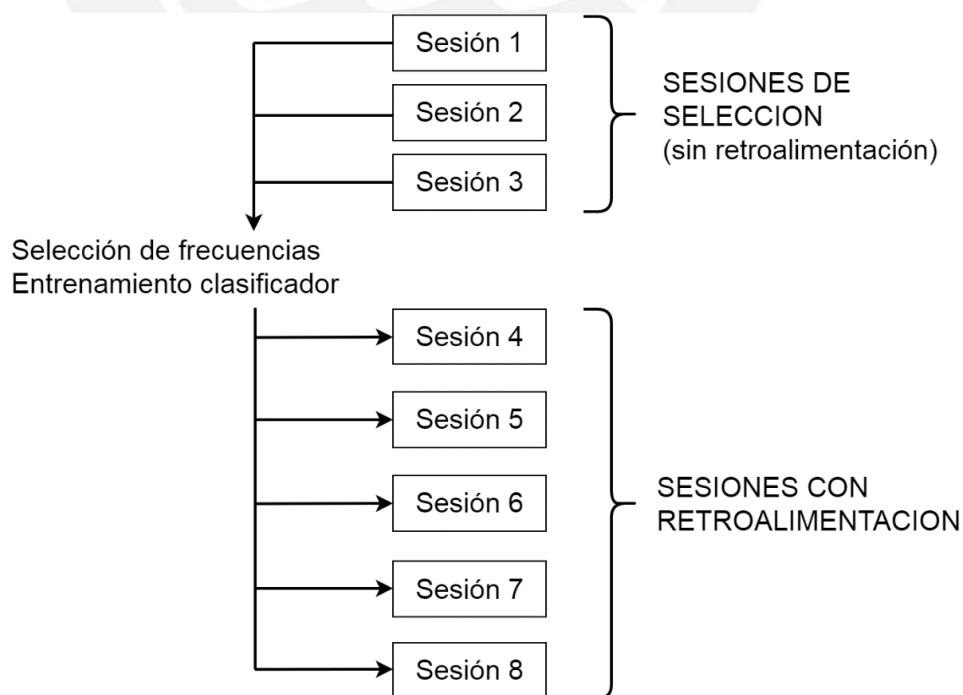 Sesión 1
Sesión 2
Sesión 3
SESIONES DE
SELECCION
(sin retroalimentación)
Selección de frecuencias
Entrenamiento clasificador
Sesión 4
Sesión 5
Sesión 6
Sesión 7
Sesión 8
SESIONES CON
RETROALIMENTACION